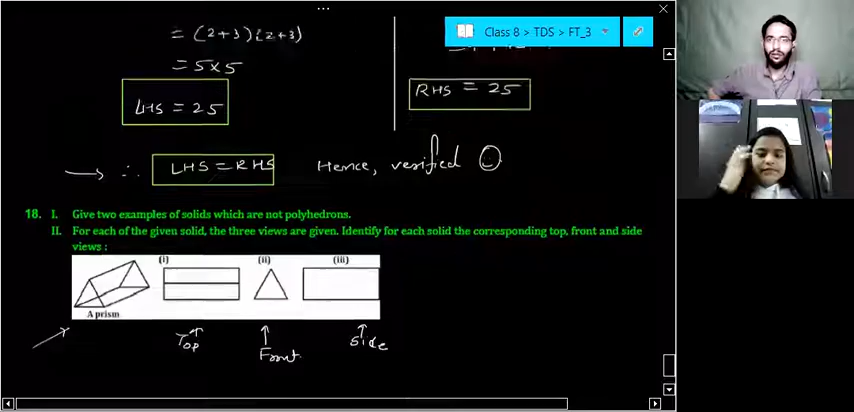 ...
Class 8 > TDS > FT_3
= (2+3)(2+3)
= 5x5
LHS = 25
RHS = 25
→ ∴ LHS = RHS Hence, verified
18. I. Give two examples of solids which are not polyhedrons.
II. For each of the given solid, the three views are given. Identify for each solid the corresponding top, front and side
views :
(i) (ii) (iii)
A prism
Top Front. Side